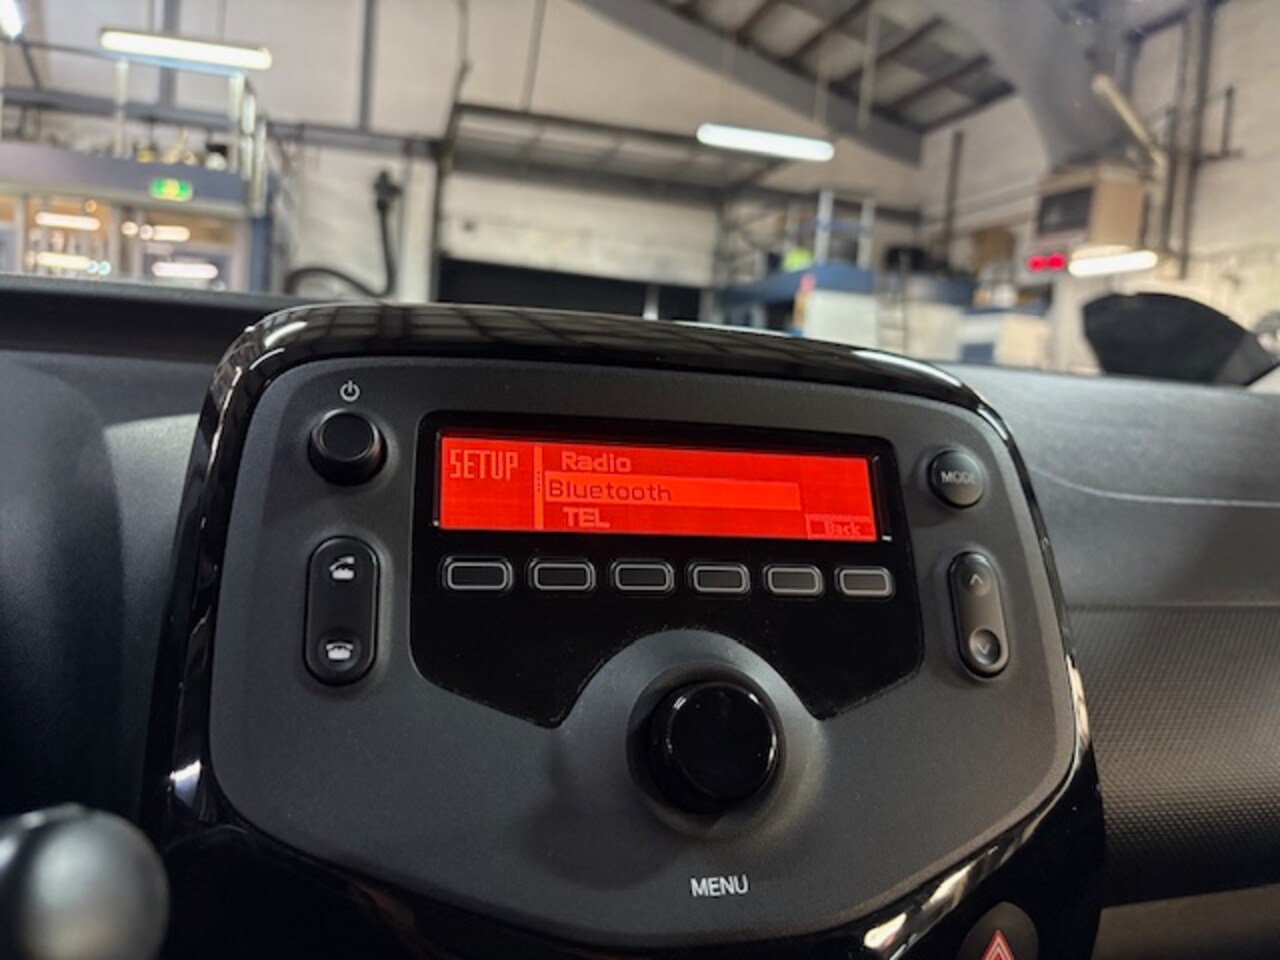 SETUP
Radio
Bluetooth
TEL
Back
MODE
MENU